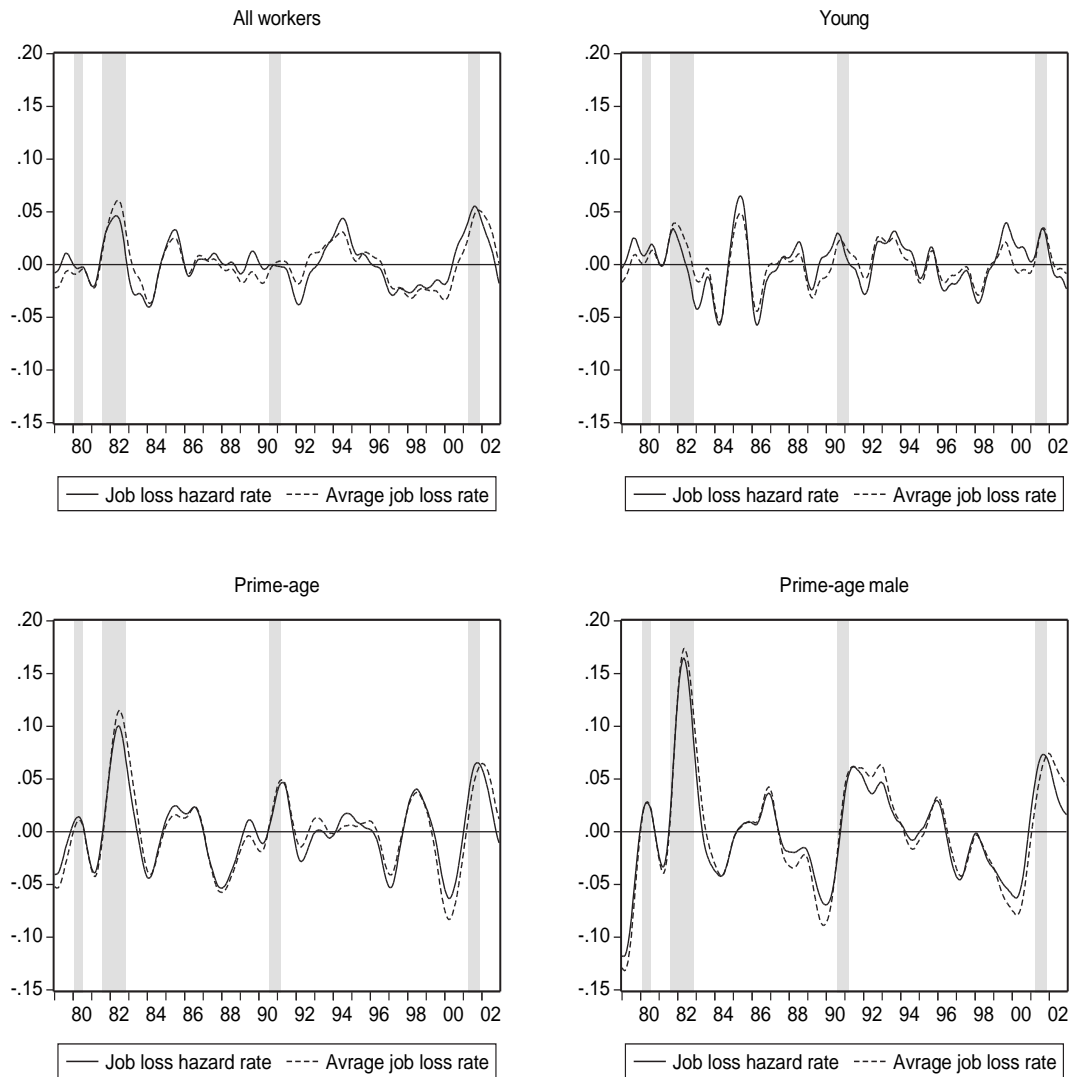 All workers
.20
.15
.10
.05
.00
-.05
-.10
-.15
80 82 84 86 88 90 92 94 96 98 00 02
Job loss hazard rate Avrage job loss rate
Young
.20
.15
.10
.05
.00
-.05
-.10
-.15
80 82 84 86 88 90 92 94 96 98 00 02
Job loss hazard rate Avrage job loss rate
Prime-age
.20
.15
.10
.05
.00
-.05
-.10
-.15
80 82 84 86 88 90 92 94 96 98 00 02
Job loss hazard rate Avrage job loss rate
Prime-age male
.20
.15
.10
.05
.00
-.05
-.10
-.15
80 82 84 86 88 90 92 94 96 98 00 02
Job loss hazard rate Avrage job loss rate